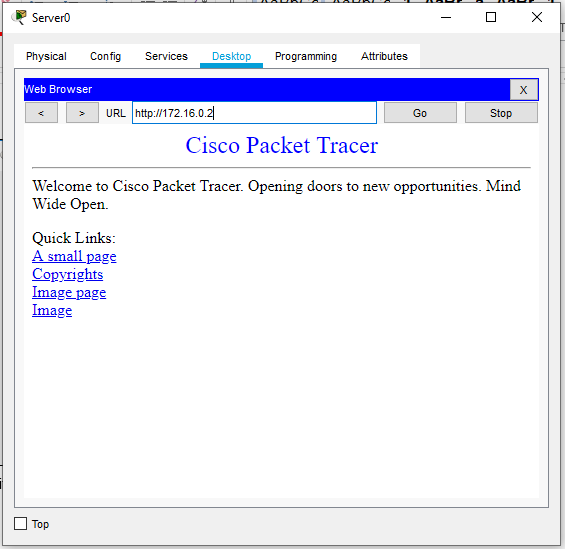 Server0
Physical Config Services Desktop Programming Attributes
Web Browser X
< > URL http://172.16.0.2 Go Stop
Cisco Packet Tracer
Welcome to Cisco Packet Tracer. Opening doors to new opportunities. Mind
Wide Open.
Quick Links:
A small page
Copyrights
Image page
Image
Top